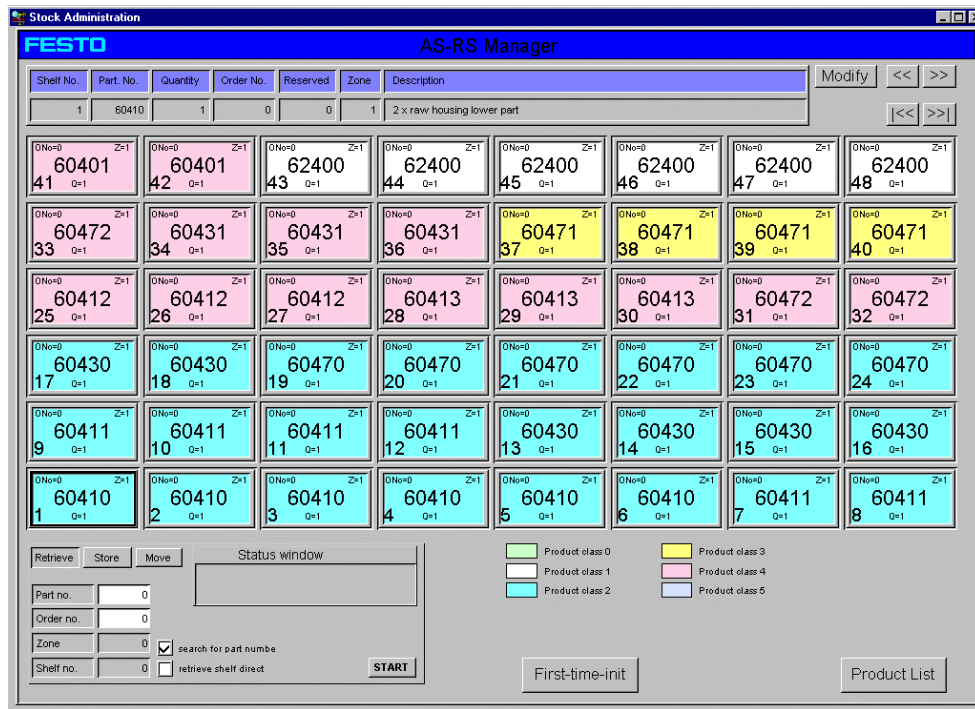 Stock Administration
FESTO AS-RS Manager
Shelf No. Part. No. Quantity Order No. Reserved Zone Description Modify << >>
1 60410 1 0 0 1 2 x raw housing lower part |<< >>|
ONo=0 Z=1 ONo=0 Z=1 ONo=0 Z=1 ONo=0 Z=1 ONo=0 Z=1 ONo=0 Z=1 ONo=0 Z=1 ONo=0 Z=1
60401 60401 62400 62400 62400 62400 62400 62400
41 Q=1 42 Q=1 43 Q=1 44 Q=1 45 Q=1 46 Q=1 47 Q=1 48 Q=1
ONo=0 Z=1 ONo=0 Z=1 ONo=0 Z=1 ONo=0 Z=1 ONo=0 Z=1 ONo=0 Z=1 ONo=0 Z=1 ONo=0 Z=1
60472 60431 60431 60431 60471 60471 60471 60471
33 Q=1 34 Q=1 35 Q=1 36 Q=1 37 Q=1 38 Q=1 39 Q=1 40 Q=1
ONo=0 Z=1 ONo=0 Z=1 ONo=0 Z=1 ONo=0 Z=1 ONo=0 Z=1 ONo=0 Z=1 ONo=0 Z=1 ONo=0 Z=1
60412 60412 60412 60413 60413 60413 60472 60472
25 Q=1 26 Q=1 27 Q=1 28 Q=1 29 Q=1 30 Q=1 31 Q=1 32 Q=1
ONo=0 Z=1 ONo=0 Z=1 ONo=0 Z=1 ONo=0 Z=1 ONo=0 Z=1 ONo=0 Z=1 ONo=0 Z=1 ONo=0 Z=1
60430 60430 60470 60470 60470 60470 60470 60470
17 Q=1 18 Q=1 19 Q=1 20 Q=1 21 Q=1 22 Q=1 23 Q=1 24 Q=1
ONo=0 Z=1 ONo=0 Z=1 ONo=0 Z=1 ONo=0 Z=1 ONo=0 Z=1 ONo=0 Z=1 ONo=0 Z=1 ONo=0 Z=1
60411 60411 60411 60411 60430 60430 60430 60430
9 Q=1 10 Q=1 11 Q=1 12 Q=1 13 Q=1 14 Q=1 15 Q=1 16 Q=1
ONo=0 Z=1 ONo=0 Z=1 ONo=0 Z=1 ONo=0 Z=1 ONo=0 Z=1 ONo=0 Z=1 ONo=0 Z=1 ONo=0 Z=1
60410 60410 60410 60410 60410 60410 60411 60411
1 Q=1 2 Q=1 3 Q=1 4 Q=1 5 Q=1 6 Q=1 7 Q=1 8 Q=1
Retrieve Store Move Status window
Part no. 0
Order no. 0
Zone 0 search for part numbe
Shelf no. 0 retrieve shelf direct START
Product class 0 Product class 3
Product class 1 Product class 4
Product class 2 Product class 5
First-time-init Product List